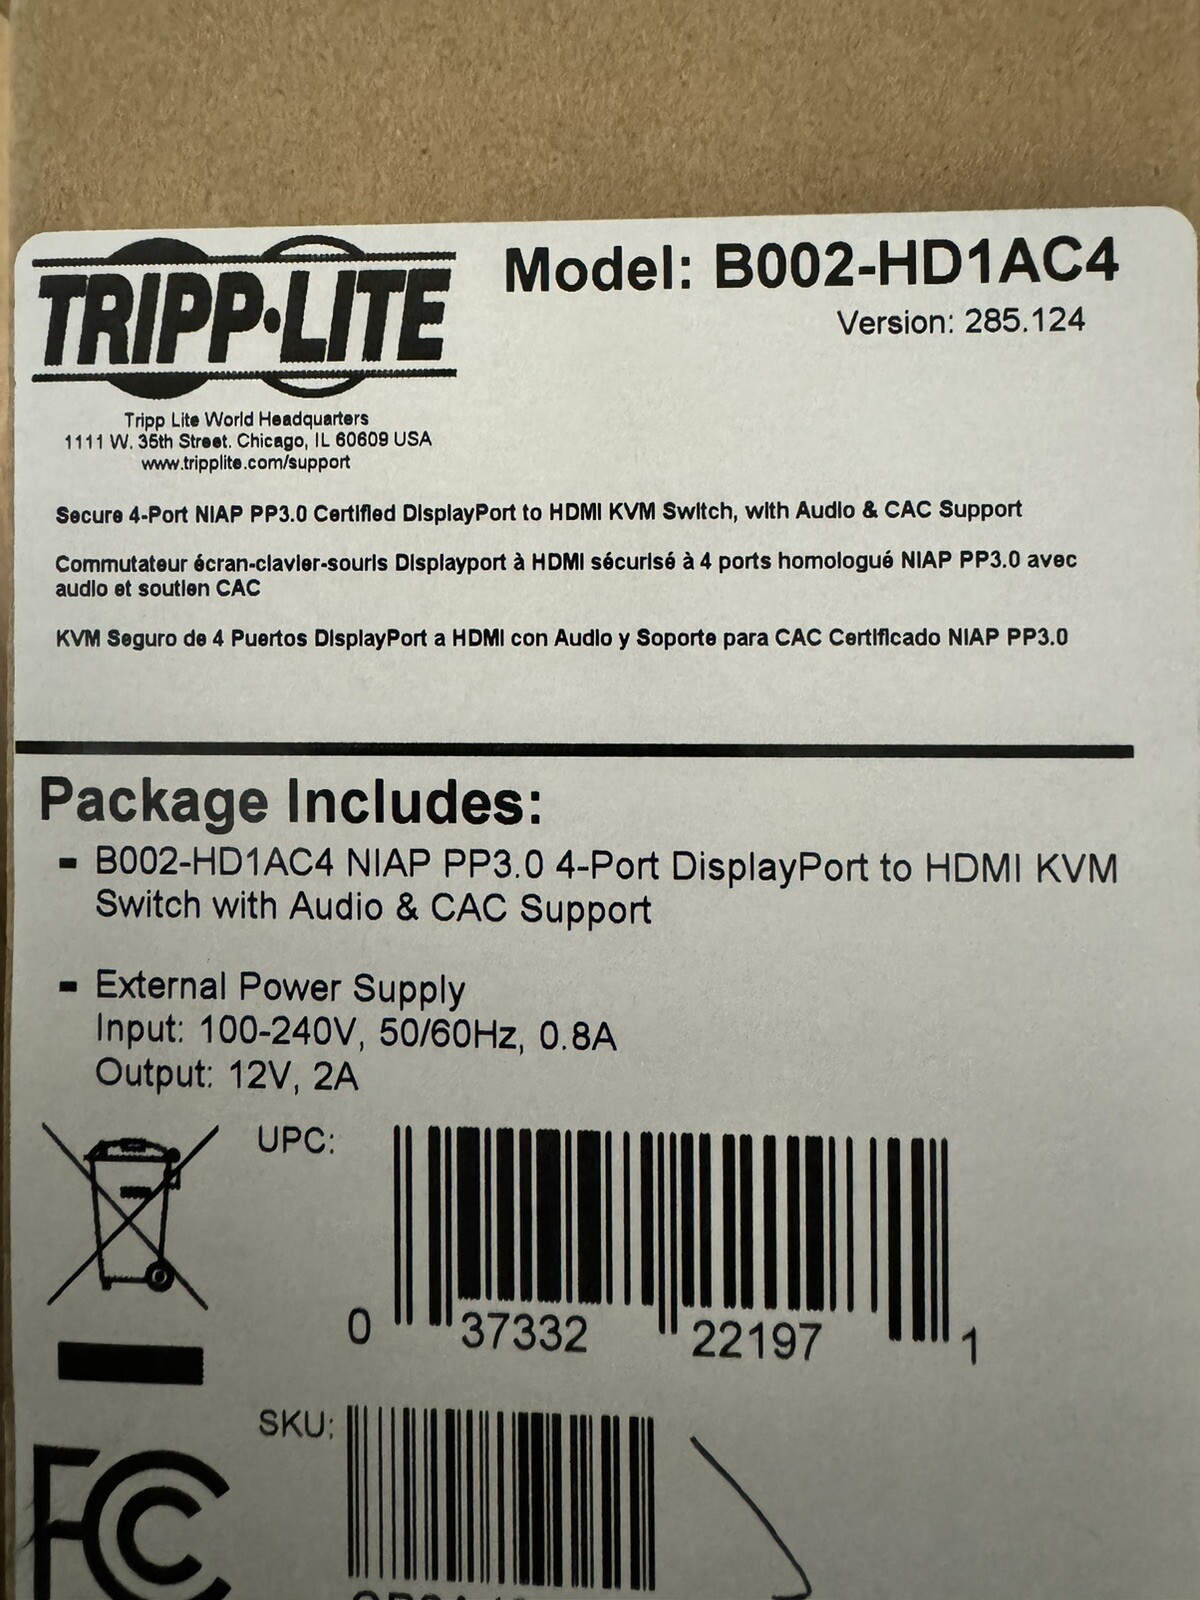 TRIPP·LITE
Model: B002-HD1AC4
Version: 285.124
Tripp Lite World Headquarters
1111 W. 35th Street. Chicago, IL 60609 USA
www.tripplite.com/support
Secure 4-Port NIAP PP3.0 Certified DisplayPort to HDMI KVM Switch, with Audio & CAC Support
Commutateur écran-clavier-souris Displayport à HDMI sécurisé à 4 ports homologué NIAP PP3.0 avec
audio et soutien CAC
KVM Seguro de 4 Puertos DisplayPort a HDMI con Audio y Soporte para CAC Certificado NIAP PP3.0
Package Includes:
- B002-HD1AC4 NIAP PP3.0 4-Port DisplayPort to HDMI KVM
Switch with Audio & CAC Support
- External Power Supply
Input: 100-240V, 50/60Hz, 0.8A
Output: 12V, 2A
UPC:
0 37332 22197 1
SKU:
FC